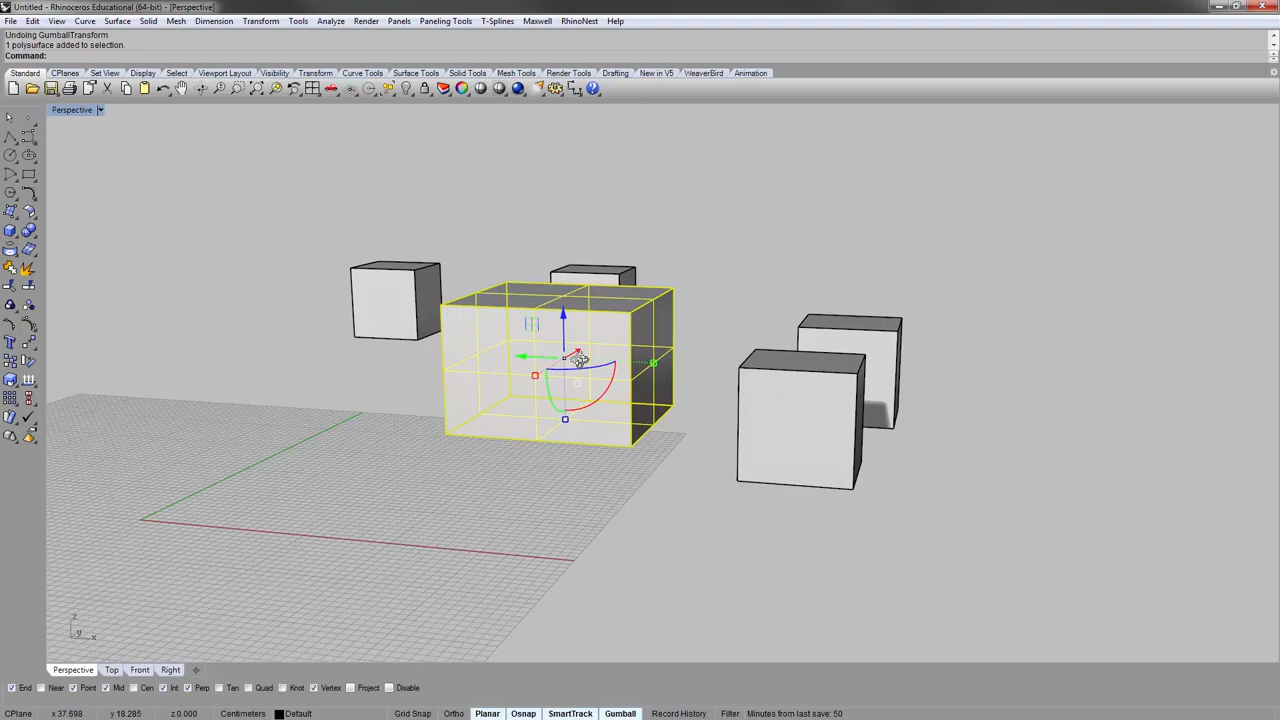 Untitled - Rhinoceros Educational (64-bit) - [Perspective]
File Edit View Curve Surface Solid Mesh Dimension Transform Tools Analyze Render Panels Paneling Tools T-Splines Maxwell RhinoNest Help
Undoing GumballTransform
1 polysurface added to selection.
Command:
Standard CPlanes Set View Display Select Viewport Layout Visibility Transform Curve Tools Surface Tools Solid Tools Mesh Tools Render Tools Drafting New in V5 WeaverBird Animation
Perspective
z
y x
Perspective Top Front Right
End Near Point Mid Cen Int Perp Tan Quad Knot Vertex Project Disable
CPlane x 37.698 y 18.285 z 0.000 Centimeters Default Grid Snap Ortho Planar Osnap SmartTrack Gumball Record History Filter Minutes from last save: 50